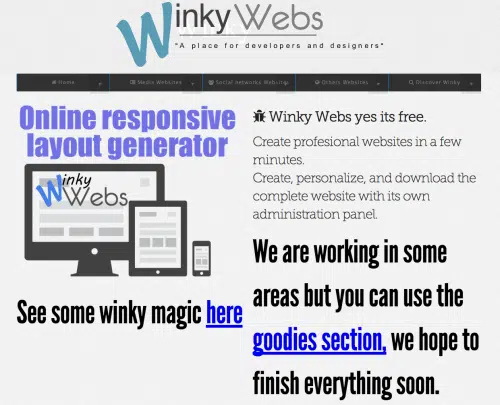 Winky Webs
"A place for developers and designers"
Home Media Websites Social networks Websites Others Websites Discover Winky
Online responsive
layout generator
Winky
Webs
See some winky magic here
Winky Webs yes its free.
Create profesional websites in a few
minutes.
Create, personalize, and download the
complete website with its own
administration panel.
We are working in some
areas but you can use the
goodies section, we hope to
finish everything soon.